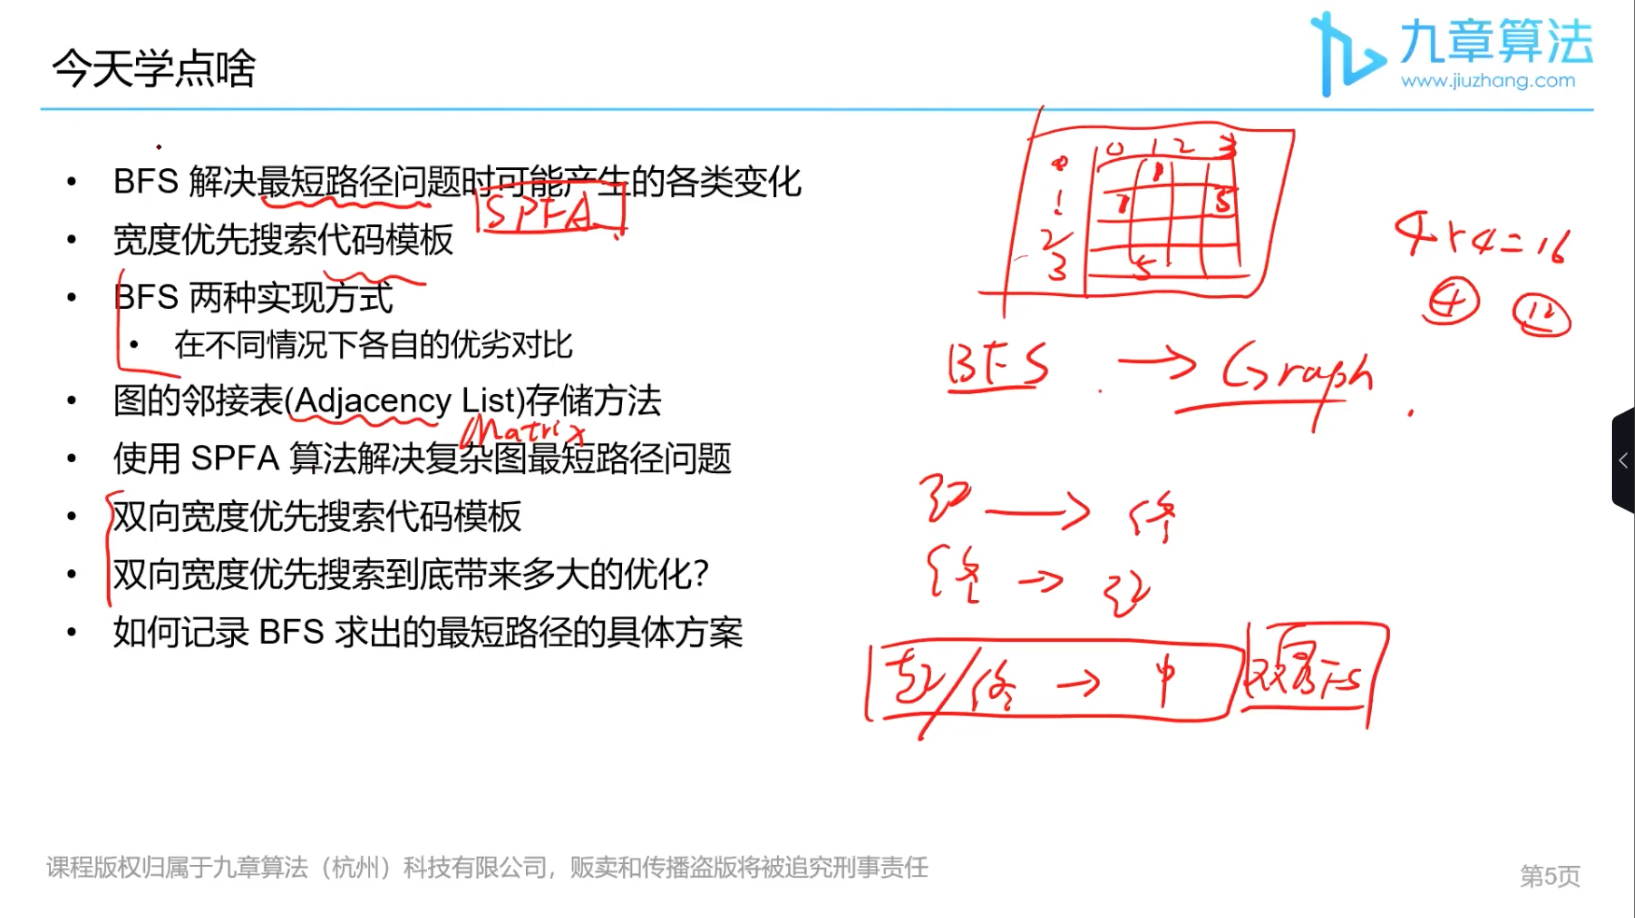 今天学点啥
九章算法
www.jiuzhang.com
• BFS 解决最短路径问题时可能产生的各类变化
SPFA
• 宽度优先搜索代码模板
• BFS 两种实现方式
• 在不同情况下各自的优劣对比
• 图的邻接表(Adjacency List)存储方法
Matrix
• 使用 SPFA 算法解决复杂图最短路径问题
• 双向宽度优先搜索代码模板
• 双向宽度优先搜索到底带来多大的优化?
• 如何记录 BFS 求出的最短路径的具体方案
0 1 2 3
0 1
1 1 5
2
3 5
4×4=16
4 12
BFS → Graph
起 → 终
终 → 起
起/终 → 中
双BFS
课程版权归属于九章算法（杭州）科技有限公司，贩卖和传播盗版将被追究刑事责任
第5页